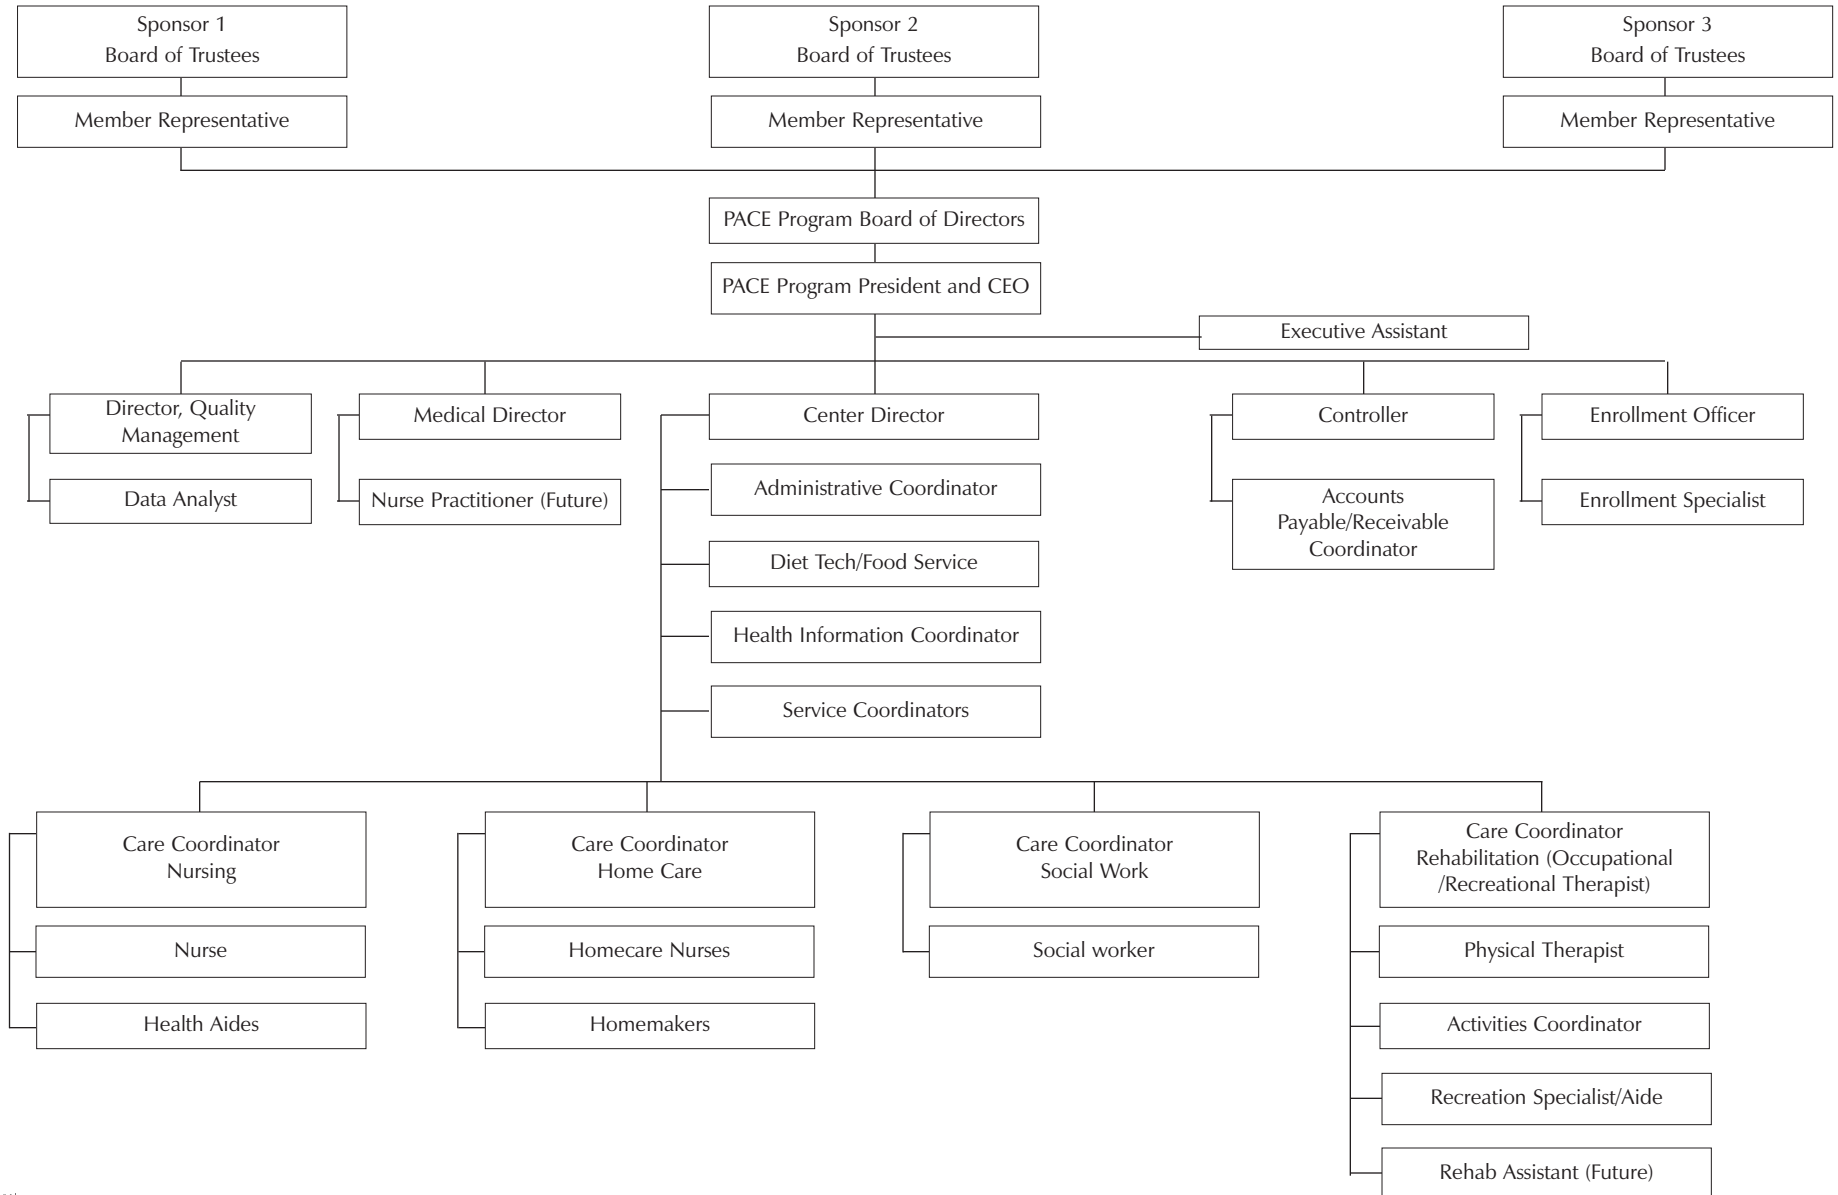 Sponsor 1
Board of Trustees
Sponsor 2
Board of Trustees
Sponsor 3
Board of Trustees
Member Representative
Member Representative
Member Representative
PACE Program Board of Directors
PACE Program President and CEO
Executive Assistant
Director, Quality
Management
Medical Director
Center Director
Controller
Enrollment Officer
Data Analyst
Nurse Practitioner (Future)
Administrative Coordinator
Accounts
Payable/Receivable
Coordinator
Enrollment Specialist
Diet Tech/Food Service
Health Information Coordinator
Service Coordinators
Care Coordinator
Nursing
Care Coordinator
Home Care
Care Coordinator
Social Work
Care Coordinator
Rehabilitation (Occupational
/Recreational Therapist)
Nurse
Homecare Nurses
Social worker
Physical Therapist
Health Aides
Homemakers
Activities Coordinator
Recreation Specialist/Aide
Rehab Assistant (Future)